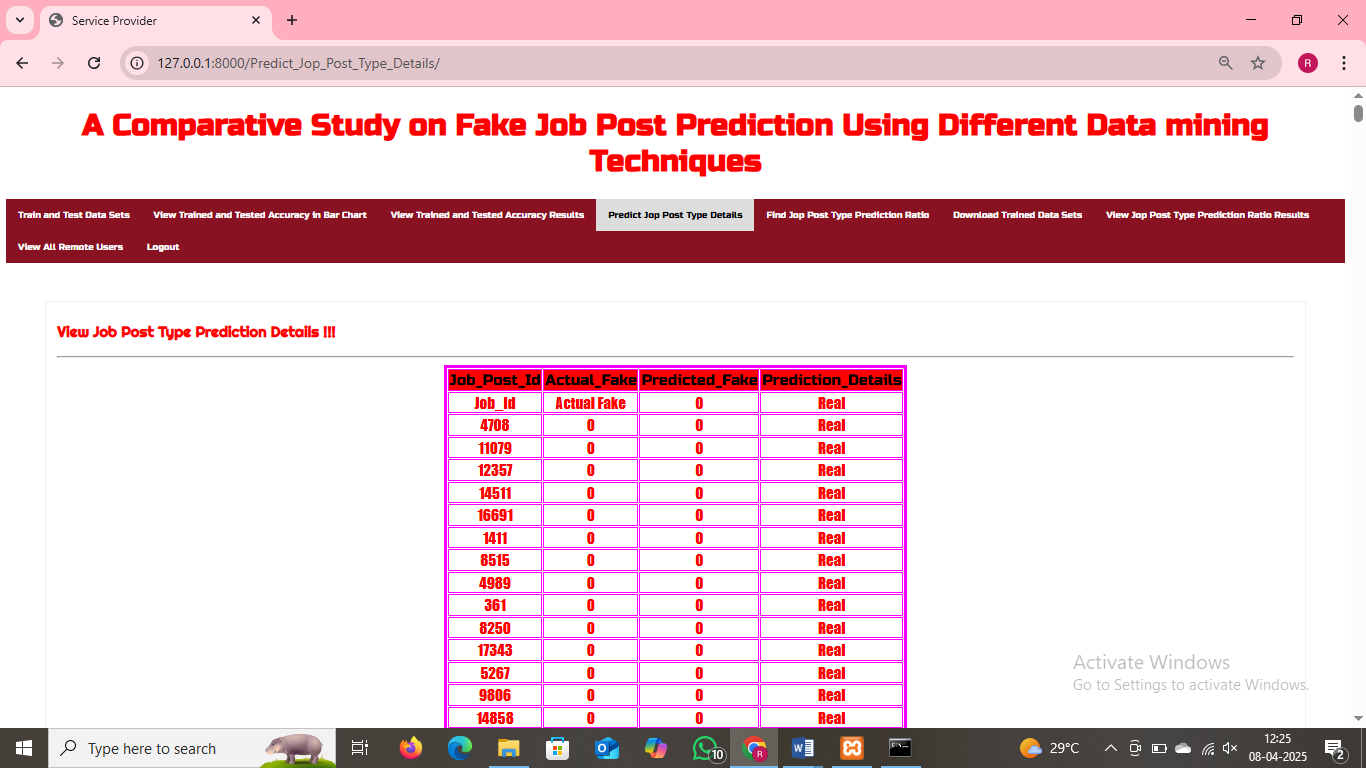 Service Provider
127.0.0.1:8000/Predict_Jop_Post_Type_Details/
R
A Comparative Study on Fake Job Post Prediction Using Different Data mining
Techniques
Train and Test Data Sets View Trained and Tested Accuracy in Bar Chart View Trained and Tested Accuracy Results Predict Jop Post Type Details Find Jop Post Type Prediction Ratio Download Trained Data Sets View Jop Post Type Prediction Ratio Results
View All Remote Users Logout
View Job Post Type Prediction Details !!!
Job_Post_Id Actual_Fake Predicted_Fake Prediction_Details
Job_Id Actual Fake 0 Real
4708 0 0 Real
11079 0 0 Real
12357 0 0 Real
14511 0 0 Real
16691 0 0 Real
1411 0 0 Real
8515 0 0 Real
4989 0 0 Real
361 0 0 Real
8250 0 0 Real
17343 0 0 Real
5267 0 0 Real
9806 0 0 Real
14858 0 0 Real
Activate Windows
Go to Settings to activate Windows.
Type here to search
10
R
29°C
12:25
08-04-2025
2